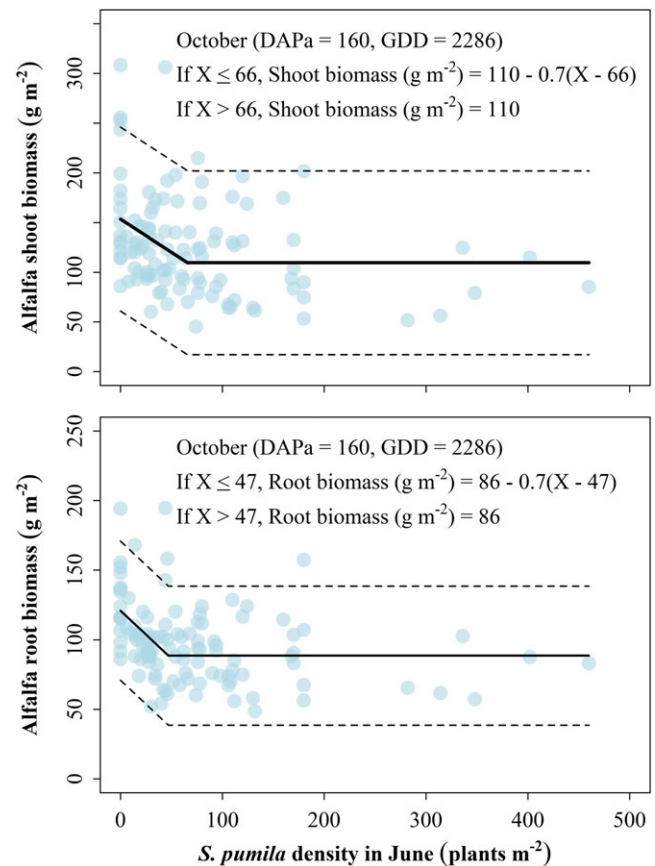 October (DAPa = 160, GDD = 2286)
If X ≤ 66, Shoot biomass (g m⁻²) = 110 - 0.7(X - 66)
If X > 66, Shoot biomass (g m⁻²) = 110
Alfalfa shoot biomass (g m⁻²)
300
200
100
50
0
October (DAPa = 160, GDD = 2286)
If X ≤ 47, Root biomass (g m⁻²) = 86 - 0.7(X - 47)
If X > 47, Root biomass (g m⁻²) = 86
Alfalfa root biomass (g m⁻²)
250
200
150
100
50
0
0 100 200 300 400 500
S. pumila density in June (plants m⁻²)